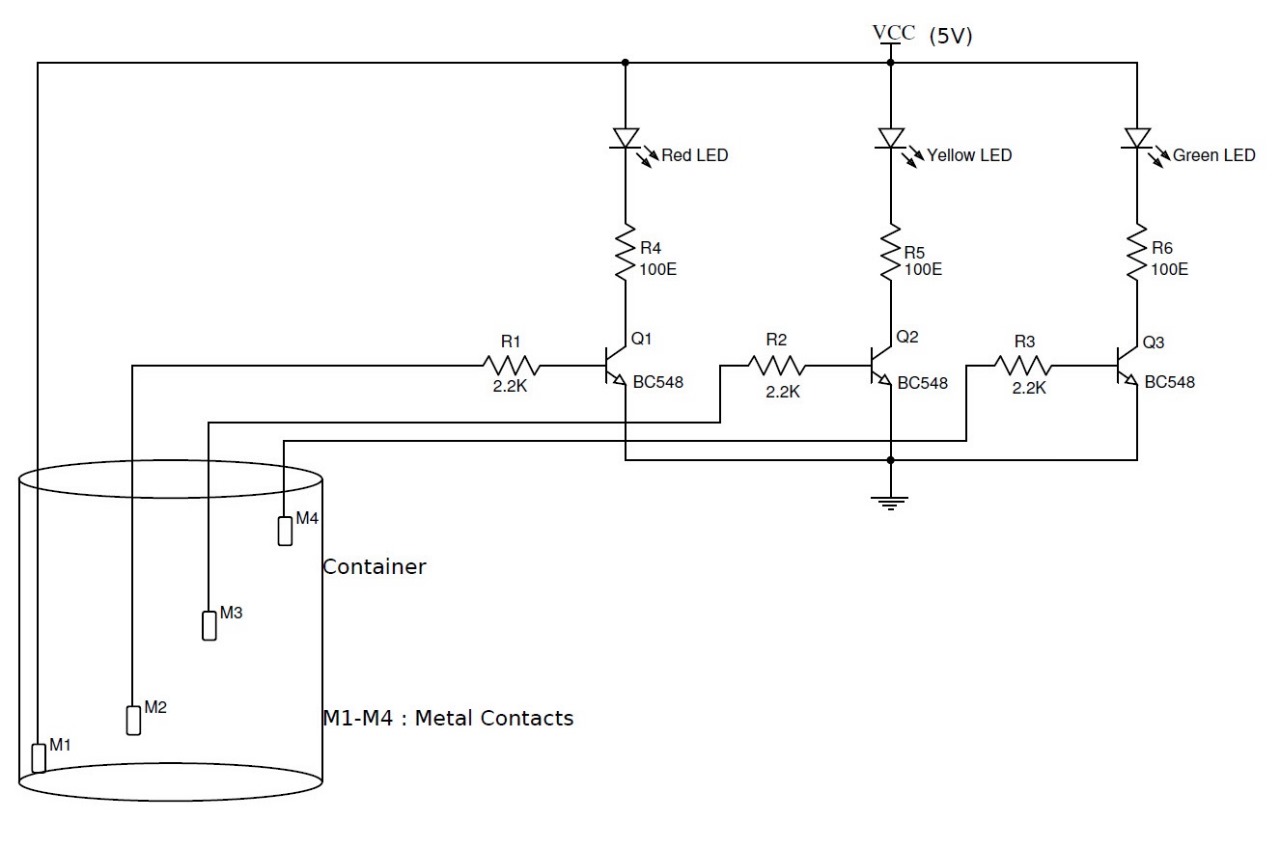 VCC (5V)
Red LED
Yellow LED
Green LED
R4
100E
R5
100E
R6
100E
R1
2.2K
Q1
BC548
R2
2.2K
Q2
BC548
R3
2.2K
Q3
BC548
M4
Container
M3
M2
M1-M4 : Metal Contacts
M1